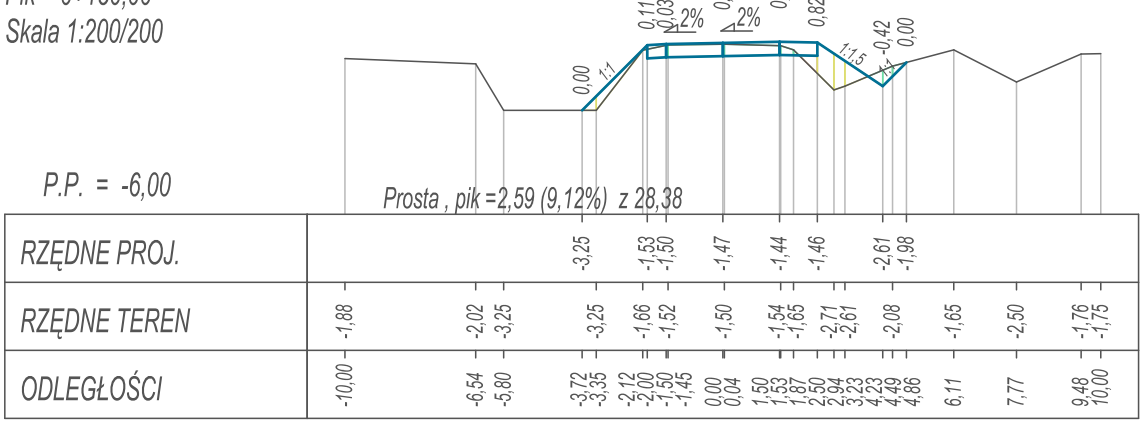 Skala 1:200/200
0,11
0,03
2%
2%
0,82
-0,42
0,00
0,00
1:1
1:1,5
1:1
P.P. = -6,00
Prosta , pik =2,59 (9,12%) z 28,38
RZĘDNE PROJ. -3,25 -1,53 -1,50 -1,47 -1,44 -1,46 -2,61 -1,98
RZĘDNE TEREN -1,88 -2,02 -3,25 -3,25 -1,66 -1,52 -1,50 -1,54 -1,65 -2,71 -2,61 -2,08 -1,65 -2,50 -1,76 -1,75
ODLEGŁOŚCI -10,00 -6,54 -5,80 -3,72 -3,35 -2,12 -2,00 -1,50 -1,45 0,00 0,04 1,50 1,53 1,87 2,50 2,94 3,23 4,23 4,49 4,86 6,11 7,77 9,48 10,00